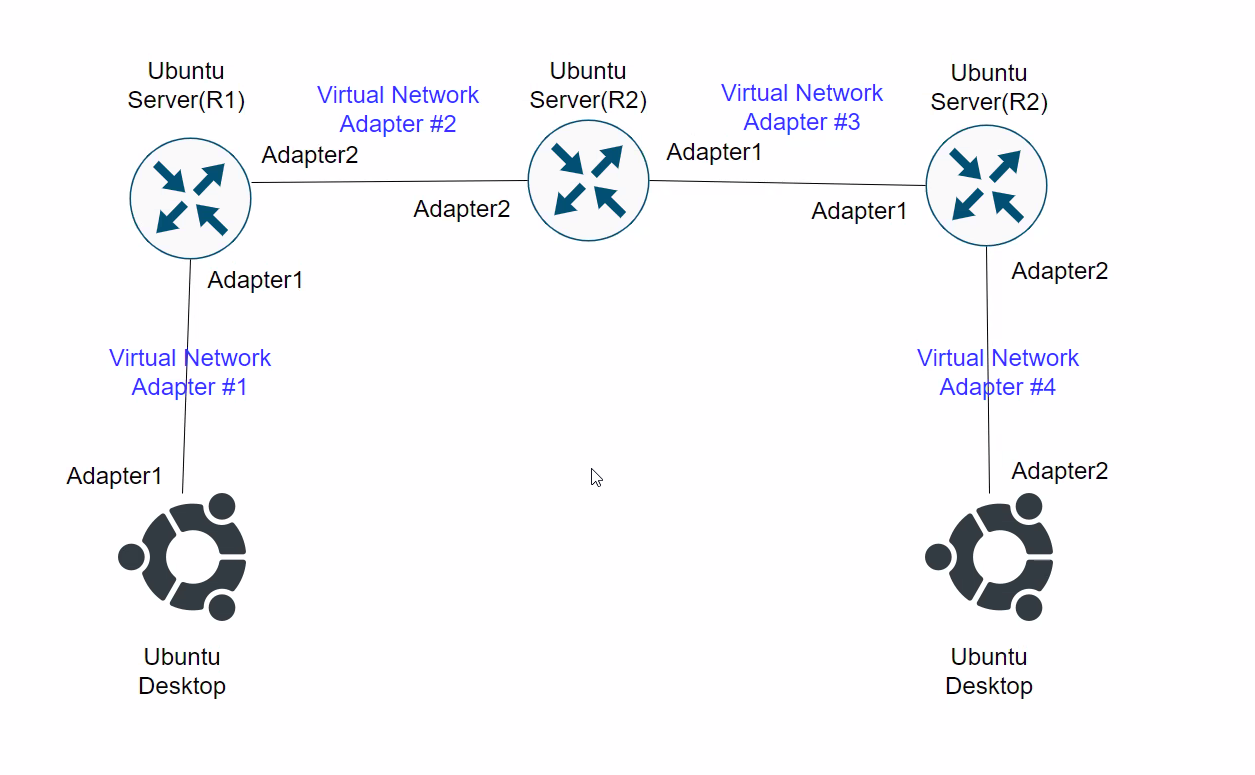 Ubuntu
Server(R1)
Virtual Network
Adapter #2
Ubuntu
Server(R2)
Virtual Network
Adapter #3
Ubuntu
Server(R2)
Adapter2
Adapter1
Adapter2
Adapter1
Adapter1
Adapter2
Virtual Network
Adapter #1
Virtual Network
Adapter #4
Adapter1
Adapter2
Ubuntu
Desktop
Ubuntu
Desktop